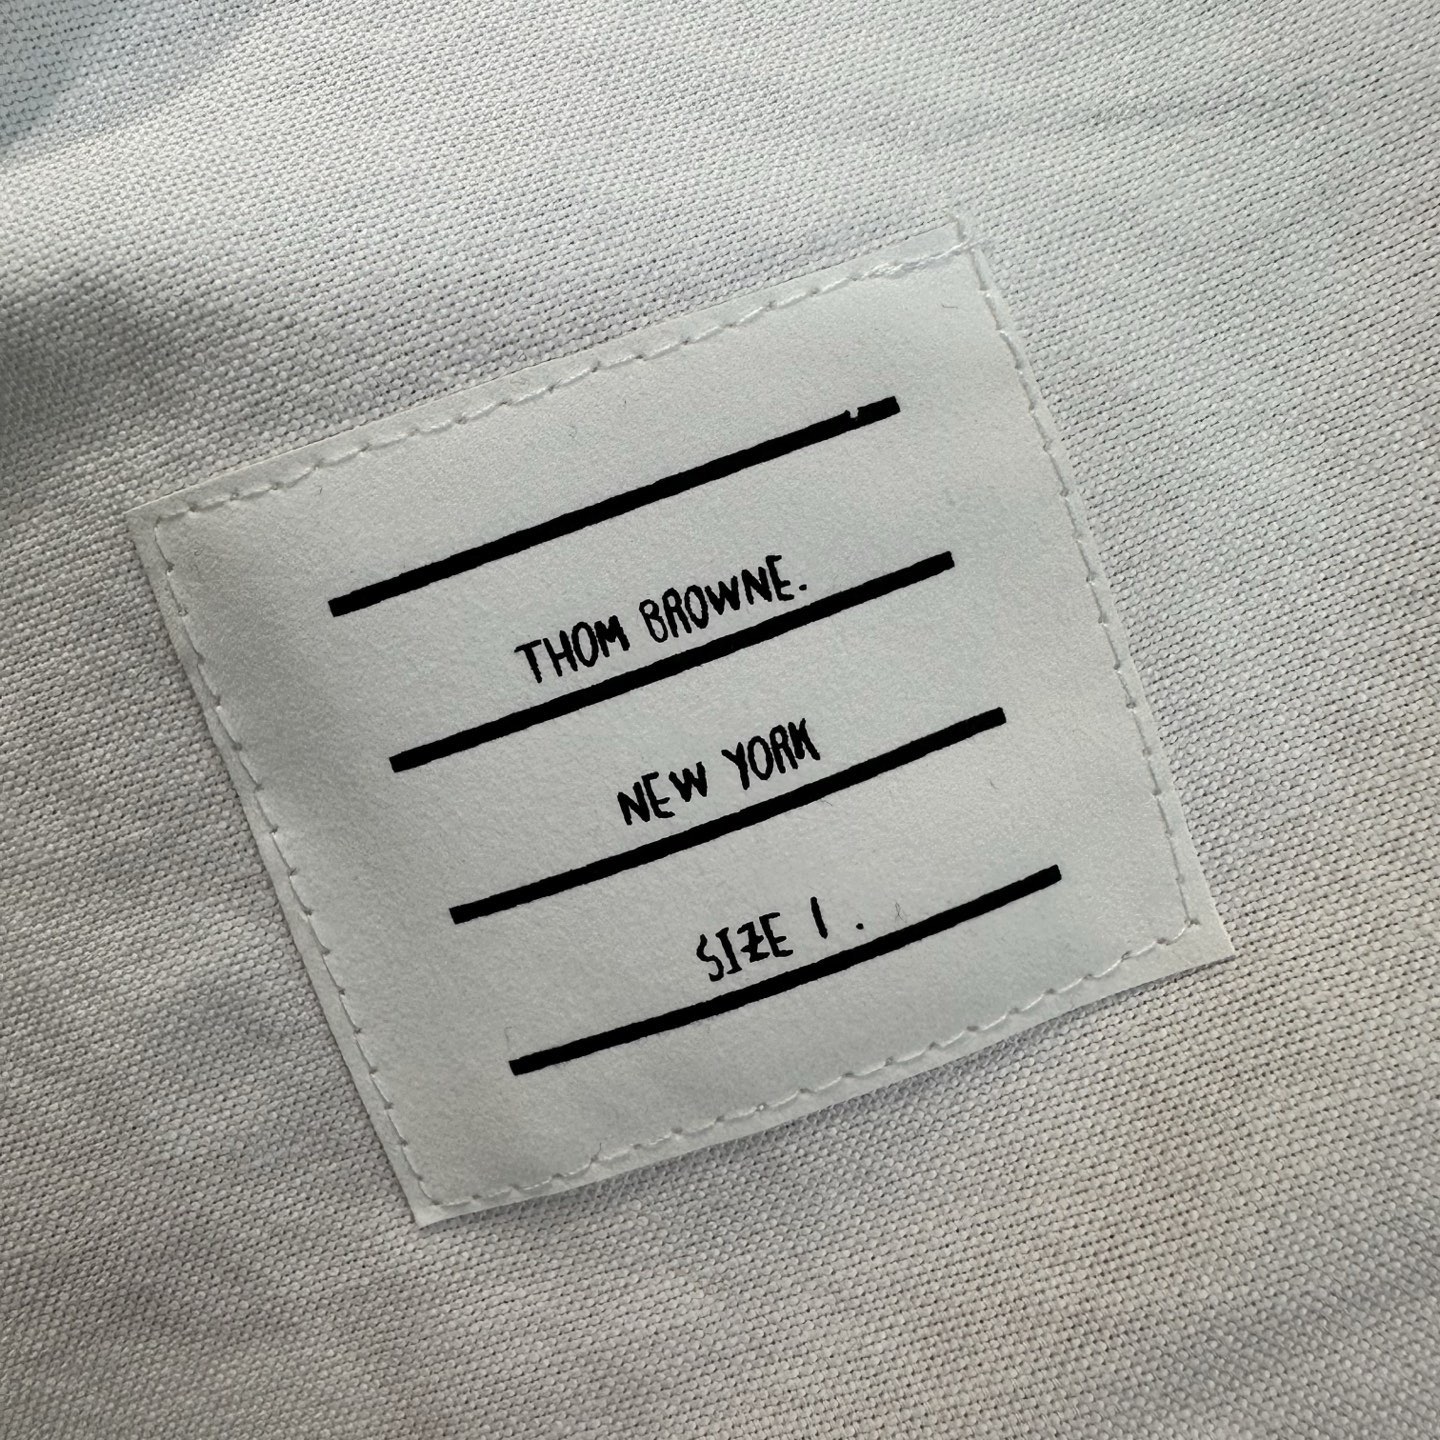 THOM BROWNE.
NEW YORK
SIZE 1 .